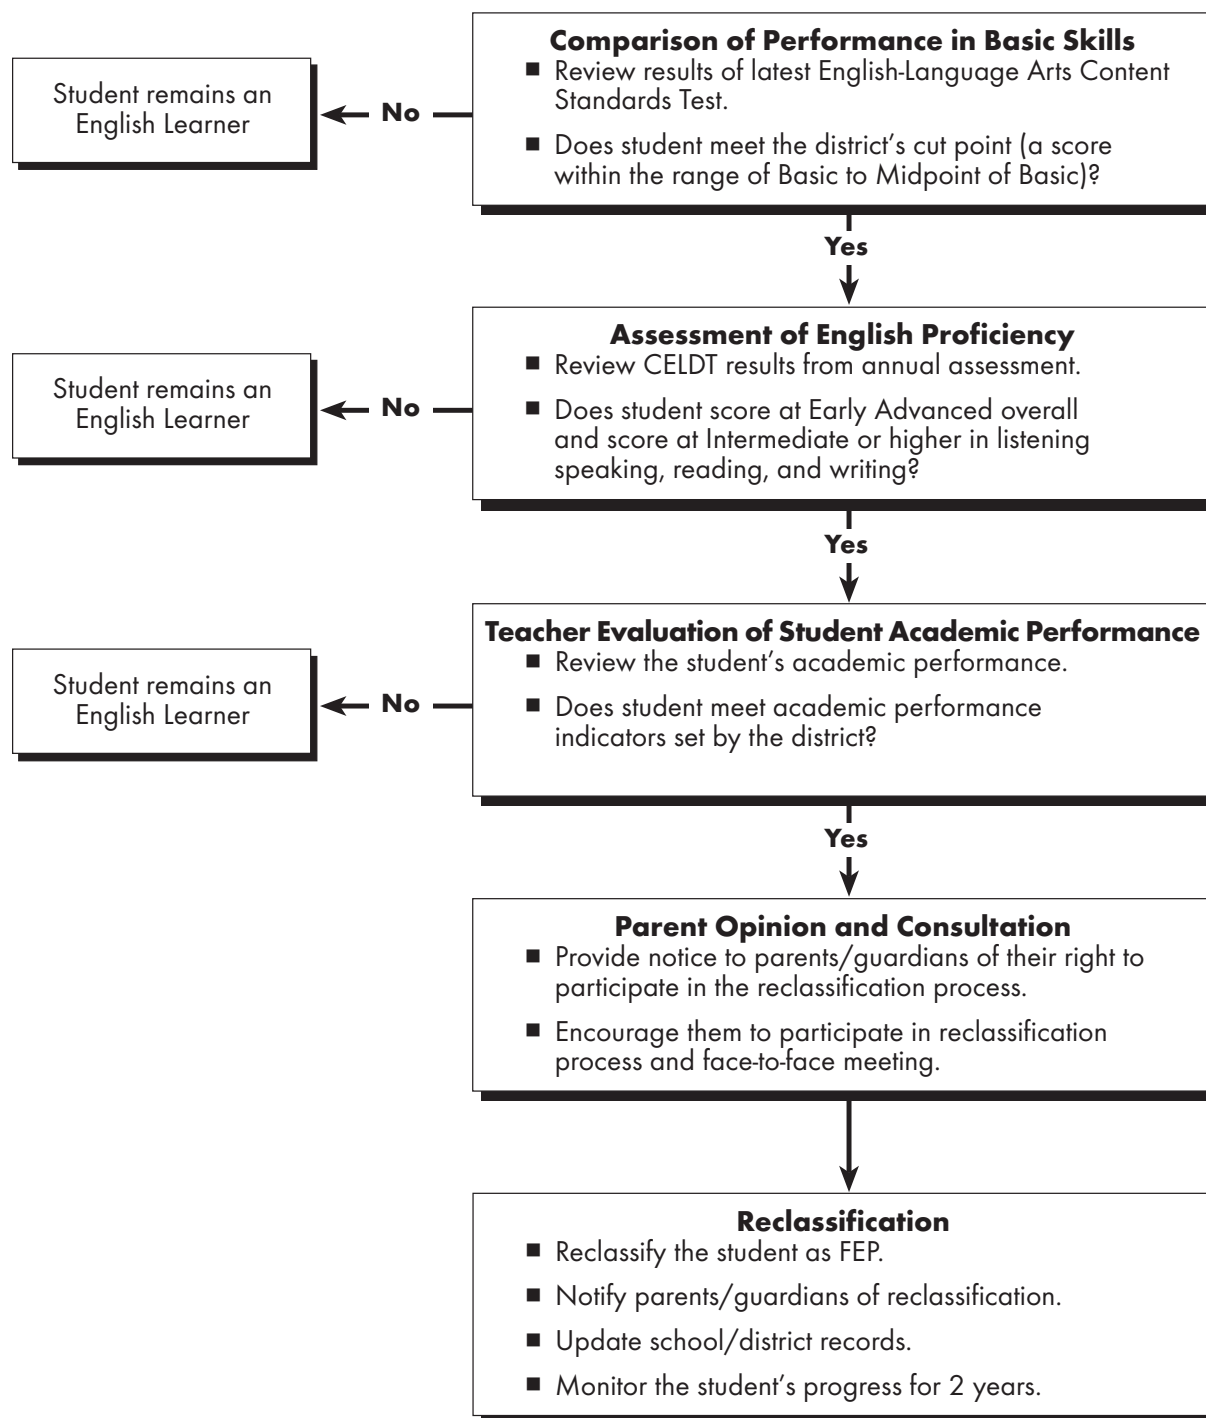 Comparison of Performance in Basic Skills
■ Review results of latest English-Language Arts Content
Standards Test.
■ Does student meet the district’s cut point (a score
within the range of Basic to Midpoint of Basic)?
No
Student remains an
English Learner
Yes
Assessment of English Proficiency
■ Review CELDT results from annual assessment.
■ Does student score at Early Advanced overall
and score at Intermediate or higher in listening
speaking, reading, and writing?
No
Student remains an
English Learner
Yes
Teacher Evaluation of Student Academic Performance
■ Review the student’s academic performance.
■ Does student meet academic performance
indicators set by the district?
No
Student remains an
English Learner
Yes
Parent Opinion and Consultation
■ Provide notice to parents/guardians of their right to
participate in the reclassification process.
■ Encourage them to participate in reclassification
process and face-to-face meeting.
Reclassification
■ Reclassify the student as FEP.
■ Notify parents/guardians of reclassification.
■ Update school/district records.
■ Monitor the student’s progress for 2 years.